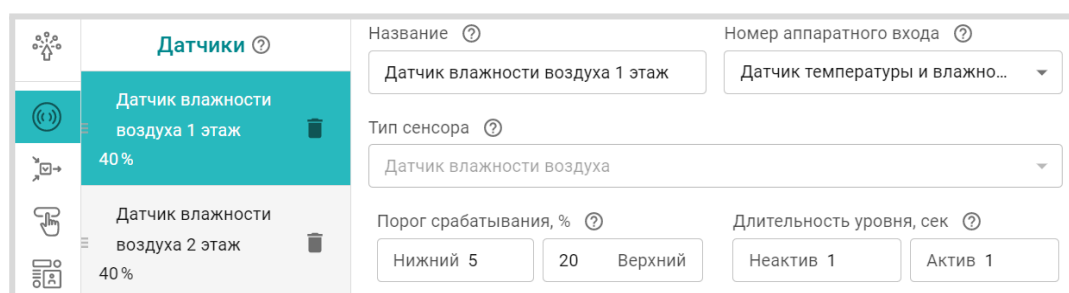 Датчики
Датчик влажности
воздуха 1 этаж
40%
Датчик влажности
воздуха 2 этаж
40%
Название
Номер аппаратного входа
Датчик влажности воздуха 1 этаж
Датчик температуры и влажно...
Тип сенсора
Датчик влажности воздуха
Порог срабатывания, %
Длительность уровня, сек
Нижний 5
20 Верхний
Неактив 1
Актив 1